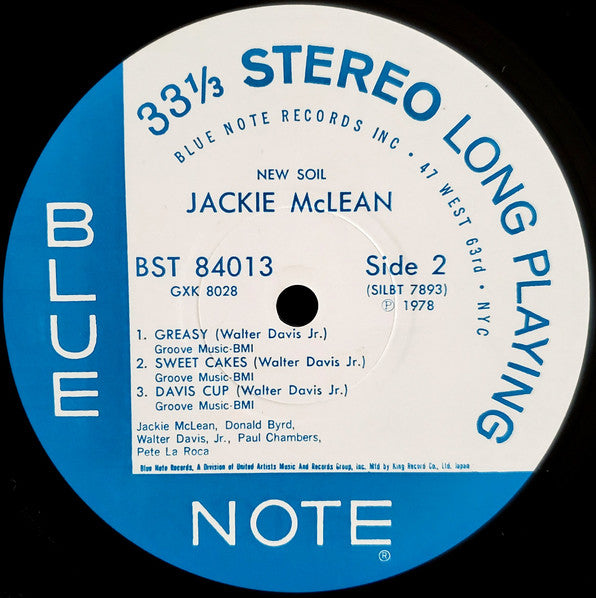 33⅓ STEREO LONG PLAYING
BLUE NOTE RECORDS INC • 47 WEST 63rd • NYC
NEW SOIL
JACKIE McLEAN
BST 84013
GXK 8028
Side 2
(SILBT 7893)
℗ 1978
1. GREASY (Walter Davis Jr.)
Groove Music-BMI
2. SWEET CAKES (Walter Davis Jr.)
Groove Music-BMI
3. DAVIS CUP (Walter Davis Jr.)
Groove Music-BMI
Jackie McLean, Donald Byrd,
Walter Davis, Jr., Paul Chambers,
Pete La Roca
Blue Note Records, A Division of United Artists Music And Records Group, Inc. Mfd by King Record Co., Ltd. Japan
BLUE
NOTE®